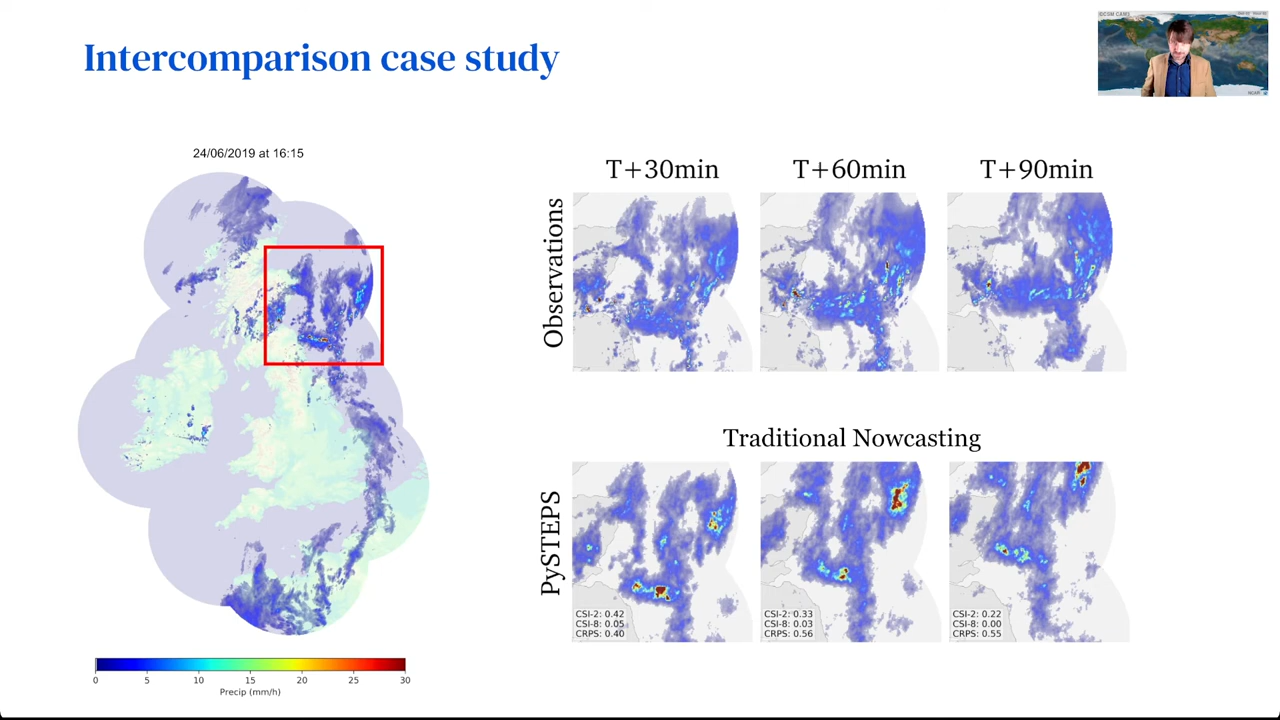 Intercomparison case study
24/06/2019 at 16:15
T+30min
T+60min
T+90min
Observations
Traditional Nowcasting
PySTEPS
CSI-2: 0.42
CSI-8: 0.05
CRPS: 0.40
CSI-2: 0.33
CSI-8: 0.03
CRPS: 0.56
CSI-2: 0.22
CSI-8: 0.00
CRPS: 0.55
0 5 10 15 20 25 30
Precip (mm/h)
NCAR